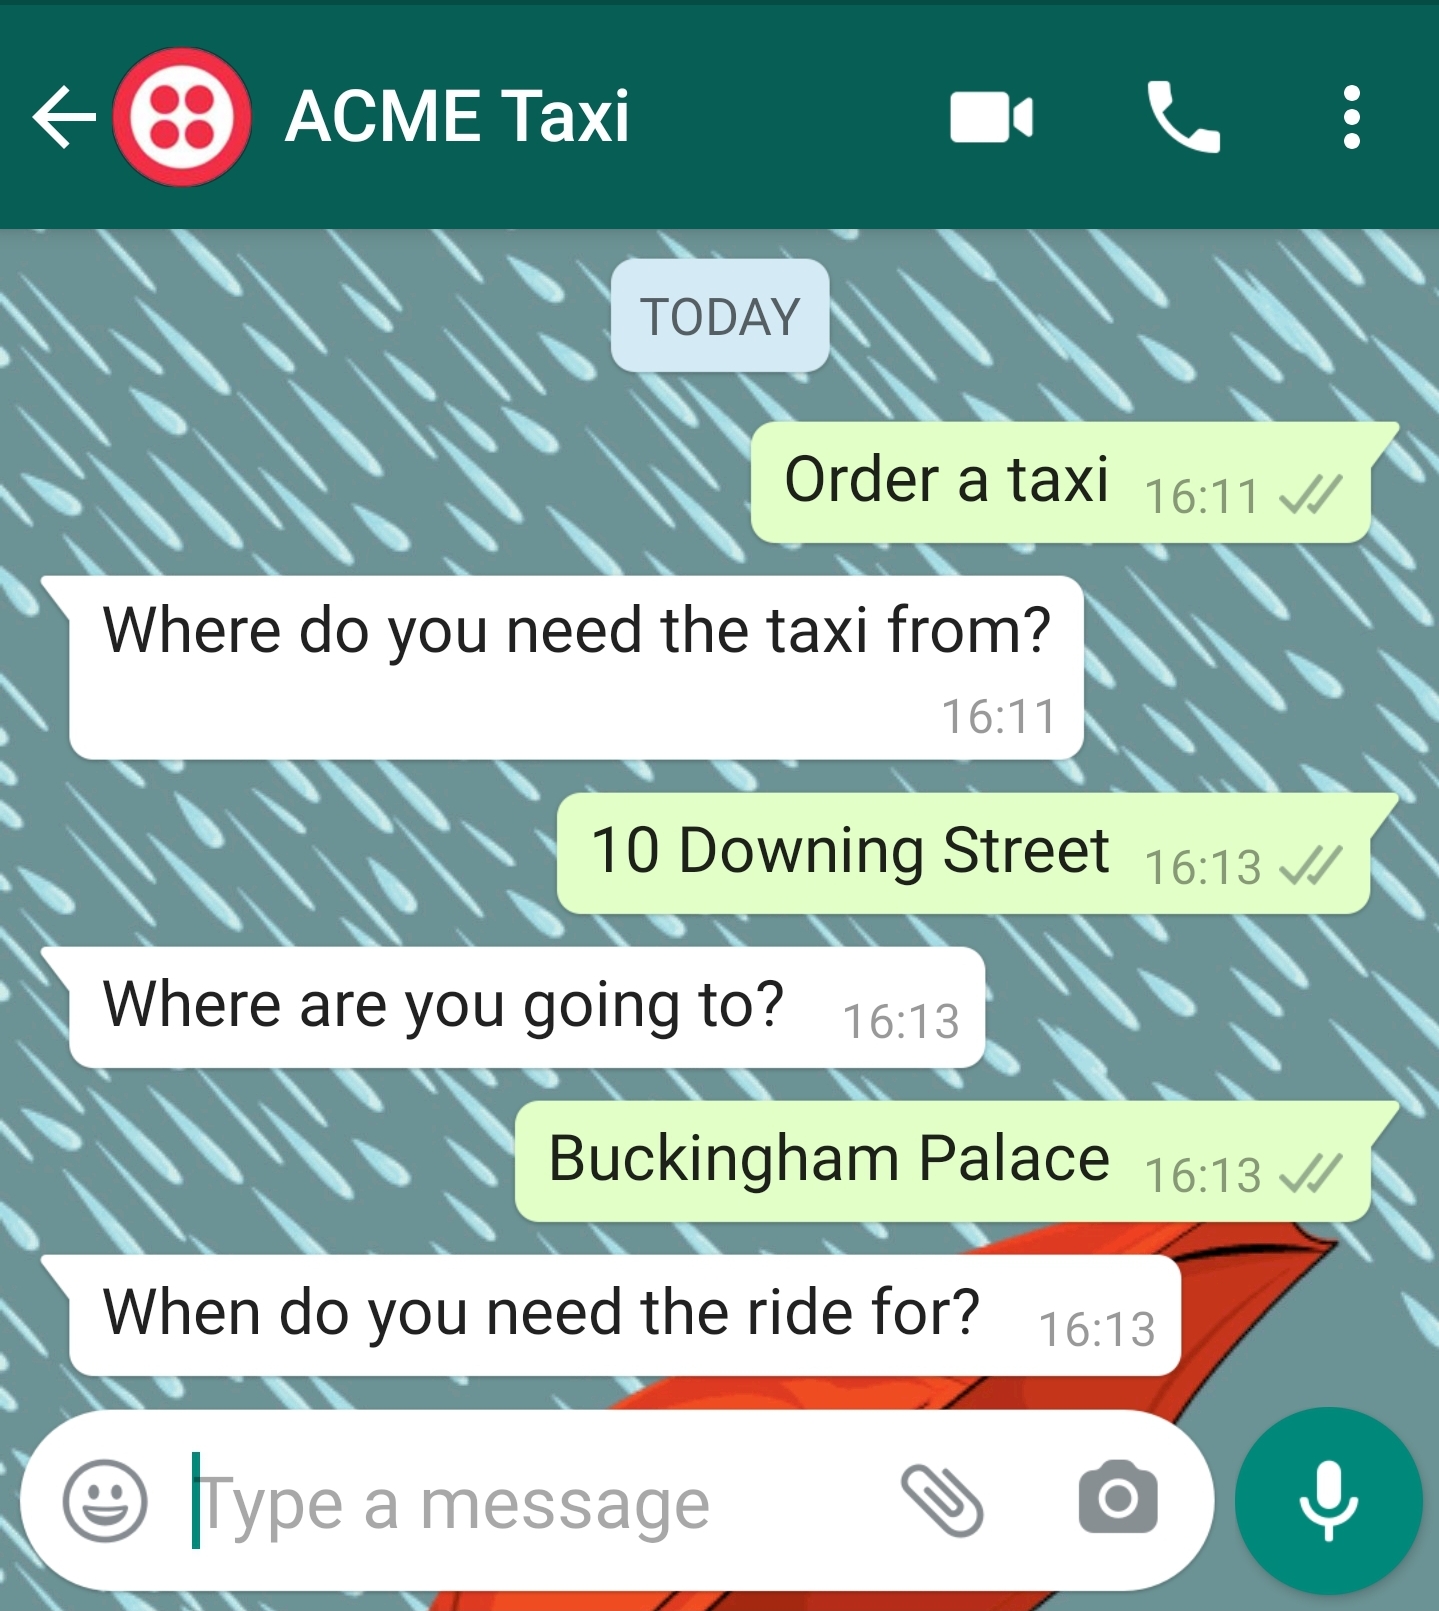 ACME Taxi
TODAY
Order a taxi 16:11
Where do you need the taxi from?
16:11
10 Downing Street 16:13
Where are you going to? 16:13
Buckingham Palace 16:13
When do you need the ride for? 16:13
Type a message